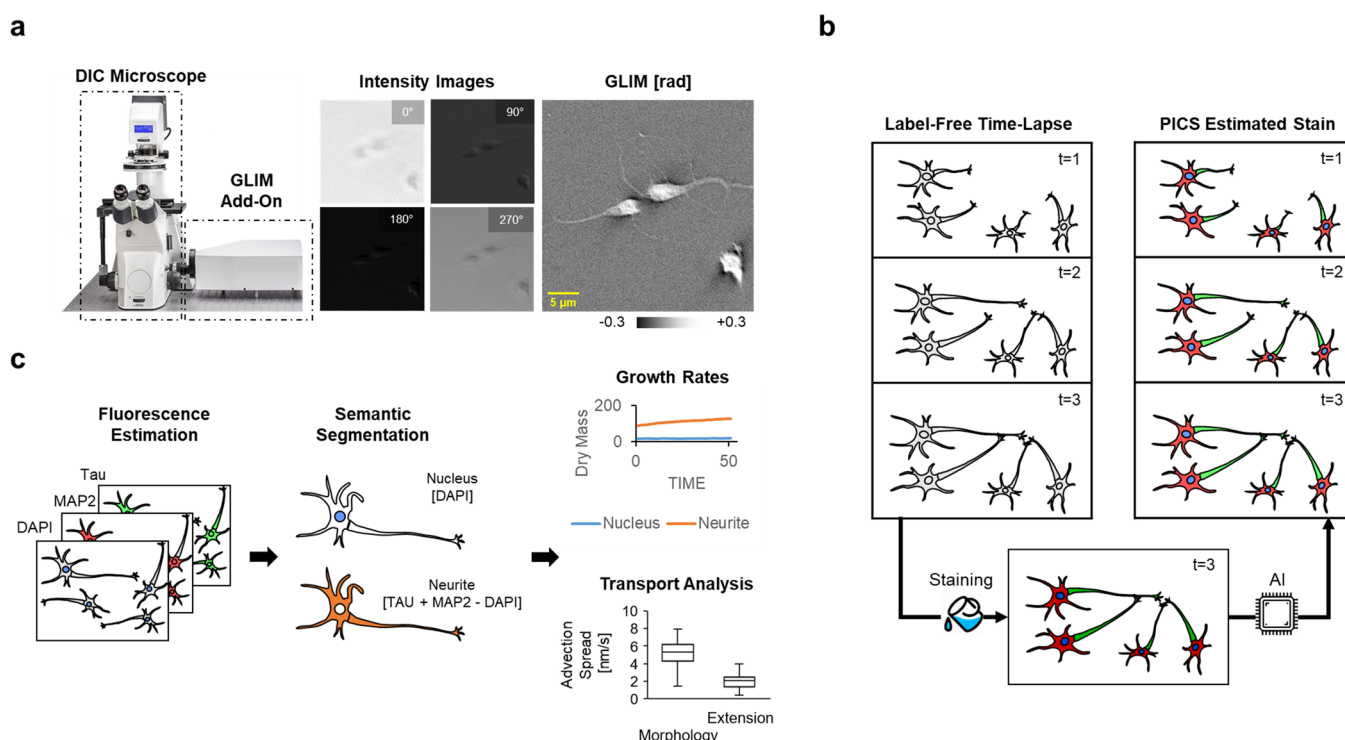 a
DIC Microscope
GLIM
Add-On
Intensity Images
0°
90°
180°
270°
GLIM [rad]
5 µm
-0.3
+0.3
b
Label-Free Time-Lapse
t=1
t=2
t=3
PICS Estimated Stain
t=1
t=2
t=3
Staining
t=3
AI
c
Fluorescence
Estimation
Tau
MAP2
DAPI
Semantic
Segmentation
Nucleus
[DAPI]
Neurite
[TAU + MAP2 - DAPI]
Growth Rates
Dry Mass
200
0
0
50
TIME
Nucleus
Neurite
Transport Analysis
Advection
Spread
[nm/s]
10
8
6
4
2
0
Extension
Morphology